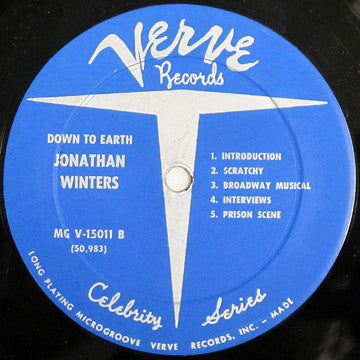 Verve
Records
DOWN TO EARTH
JONATHAN
WINTERS
MG V-15011 B
(50,983)
1. INTRODUCTION
2. SCRATCHY
3. BROADWAY MUSICAL
4. INTERVIEWS
5. PRISON SCENE
Celebrity Series
LONG PLAYING MICROGROOVE VERVE RECORDS, INC. - MADE